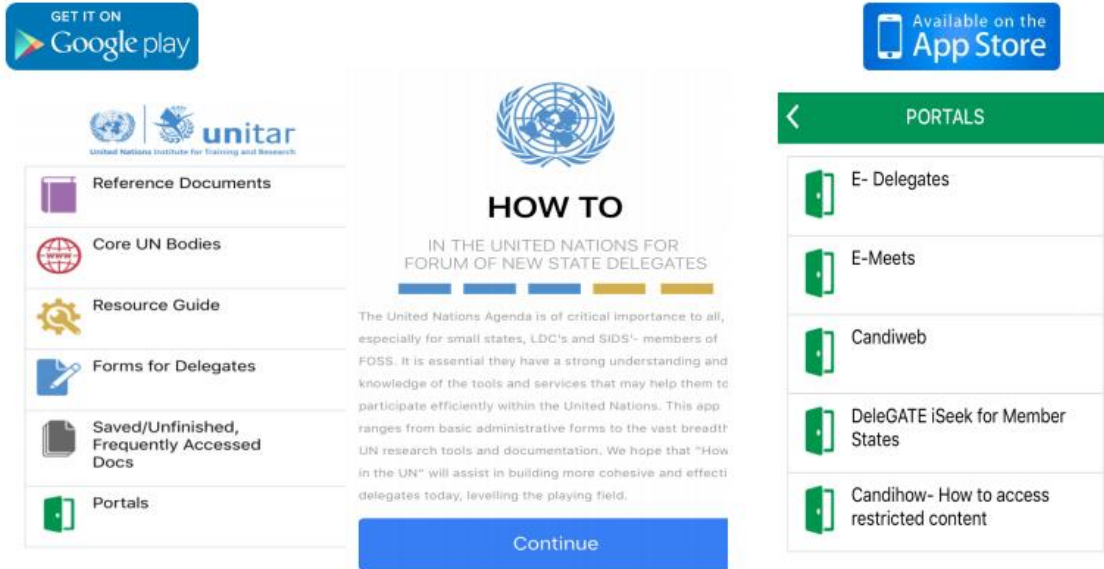 GET IT ON
Google play
Available on the
App Store
unitar
United Nations Institute for Training and Research
Reference Documents
Core UN Bodies
WWW
Resource Guide
Forms for Delegates
Saved/Unfinished,
Frequently Accessed
Docs
Portals
HOW TO
IN THE UNITED NATIONS FOR
FORUM OF NEW STATE DELEGATES
The United Nations Agenda is of critical importance to all,
especially for small states, LDC's and SIDS'- members of
FOSS. It is essential they have a strong understanding and
knowledge of the tools and services that may help them to
participate efficiently within the United Nations. This app
ranges from basic administrative forms to the vast breadth
UN research tools and documentation. We hope that "How
in the UN" will assist in building more cohesive and effecti
delegates today, levelling the playing field.
Continue
PORTALS
E- Delegates
E-Meets
Candiweb
DeleGATE iSeek for Member
States
Candihow- How to access
restricted content